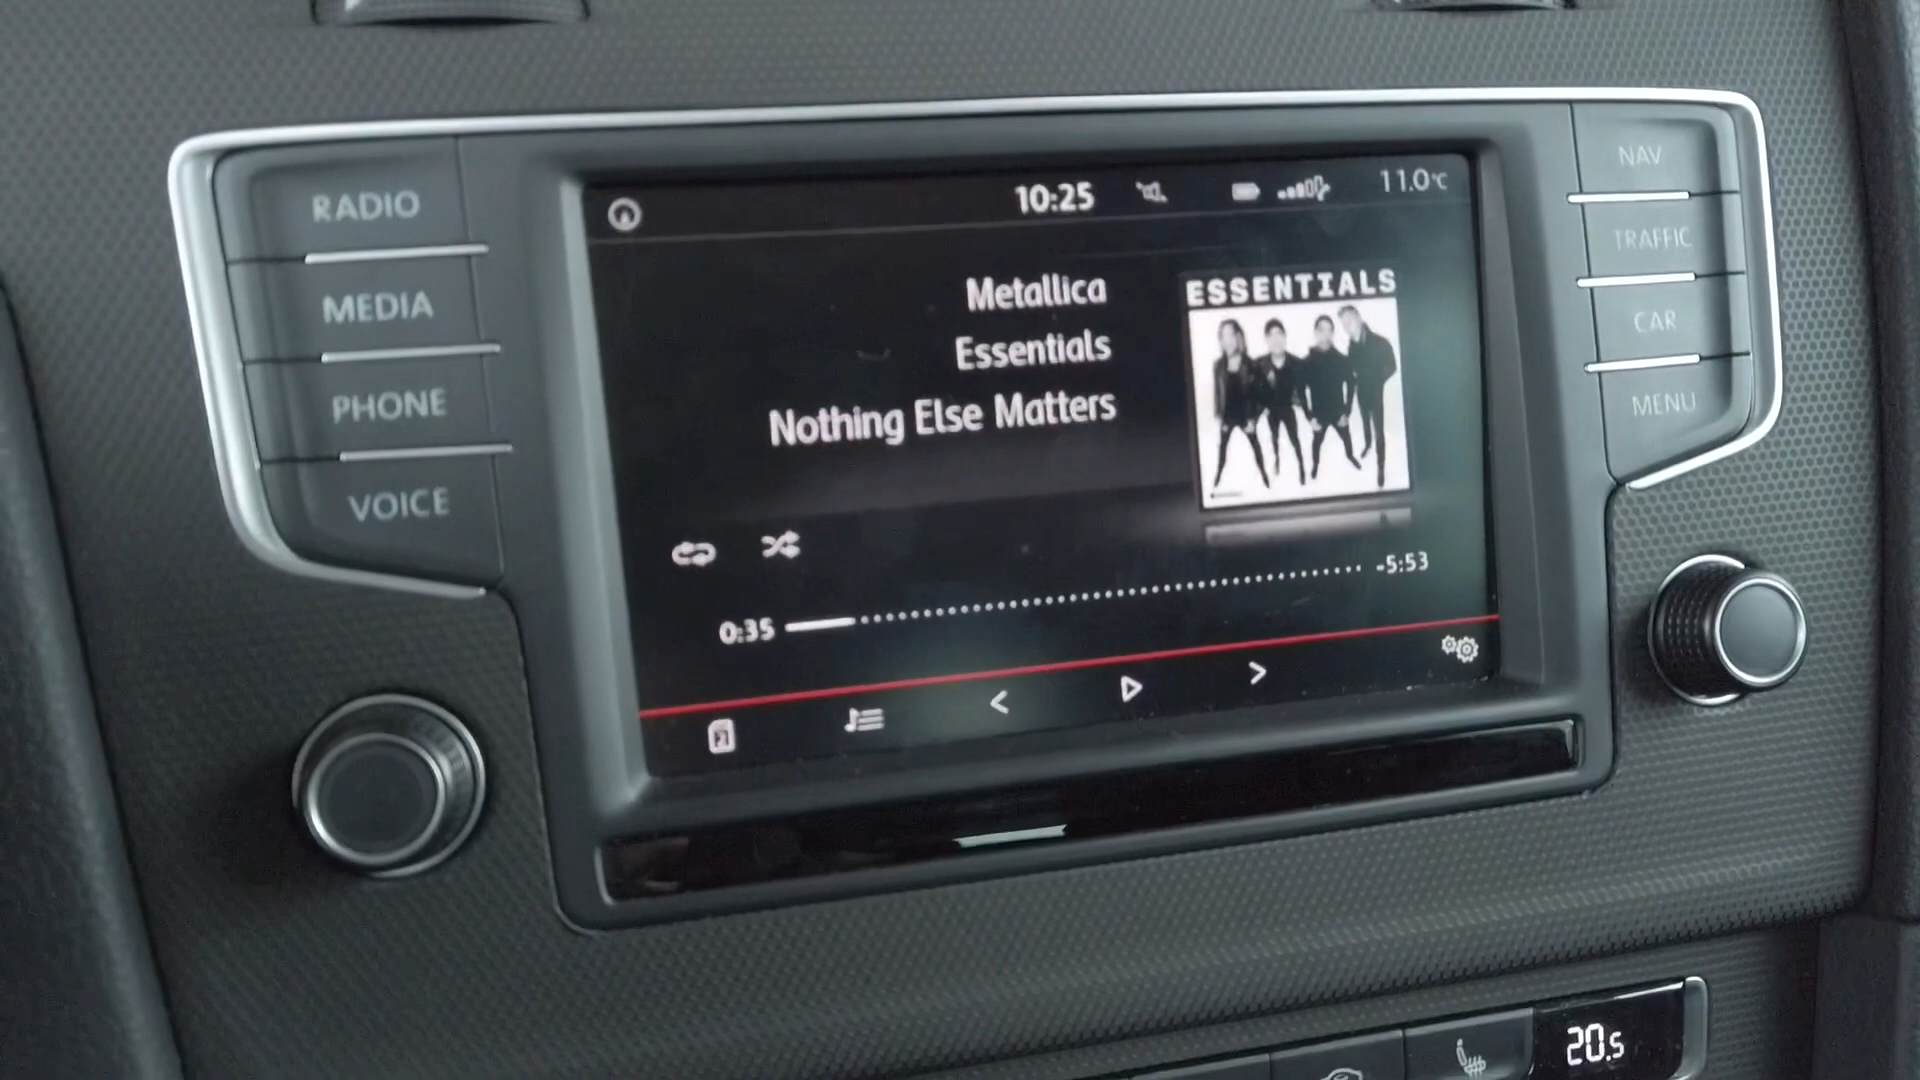 RADIO
MEDIA
PHONE
VOICE
10:25
11.0°C
Metallica
Essentials
Nothing Else Matters
ESSENTIALS
0:35
-5:53
2
NAV
TRAFFIC
CAR
MENU
20.5